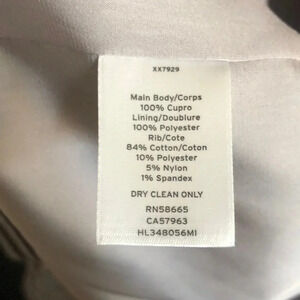 XX7929
Main Body/Corps
100% Cupro
Lining/Doublure
100% Polyester
Rib/Cote
84% Cotton/Coton
10% Polyester
5% Nylon
1% Spandex
DRY CLEAN ONLY
RN58665
CA57963
HL348056MI